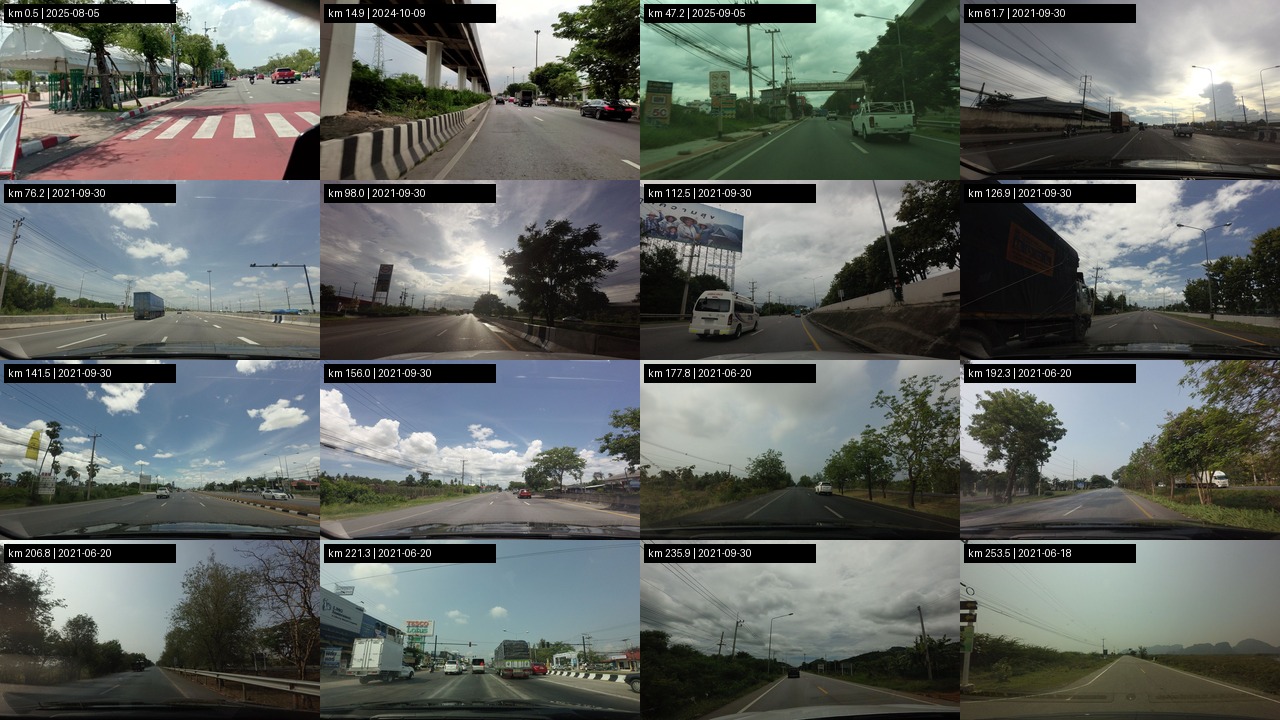 km 0.5 | 2025-08-05
km 14.9 | 2024-10-09
km 47.2 | 2025-09-05
km 61.7 | 2021-09-30
km 76.2 | 2021-09-30
km 98.0 | 2021-09-30
km 112.5 | 2021-09-30
km 126.9 | 2021-09-30
km 141.5 | 2021-09-30
km 156.0 | 2021-09-30
km 177.8 | 2021-06-20
km 192.3 | 2021-06-20
km 206.8 | 2021-06-20
km 221.3 | 2021-06-20
TESCO
Lotus
km 235.9 | 2021-09-30
km 253.5 | 2021-06-18